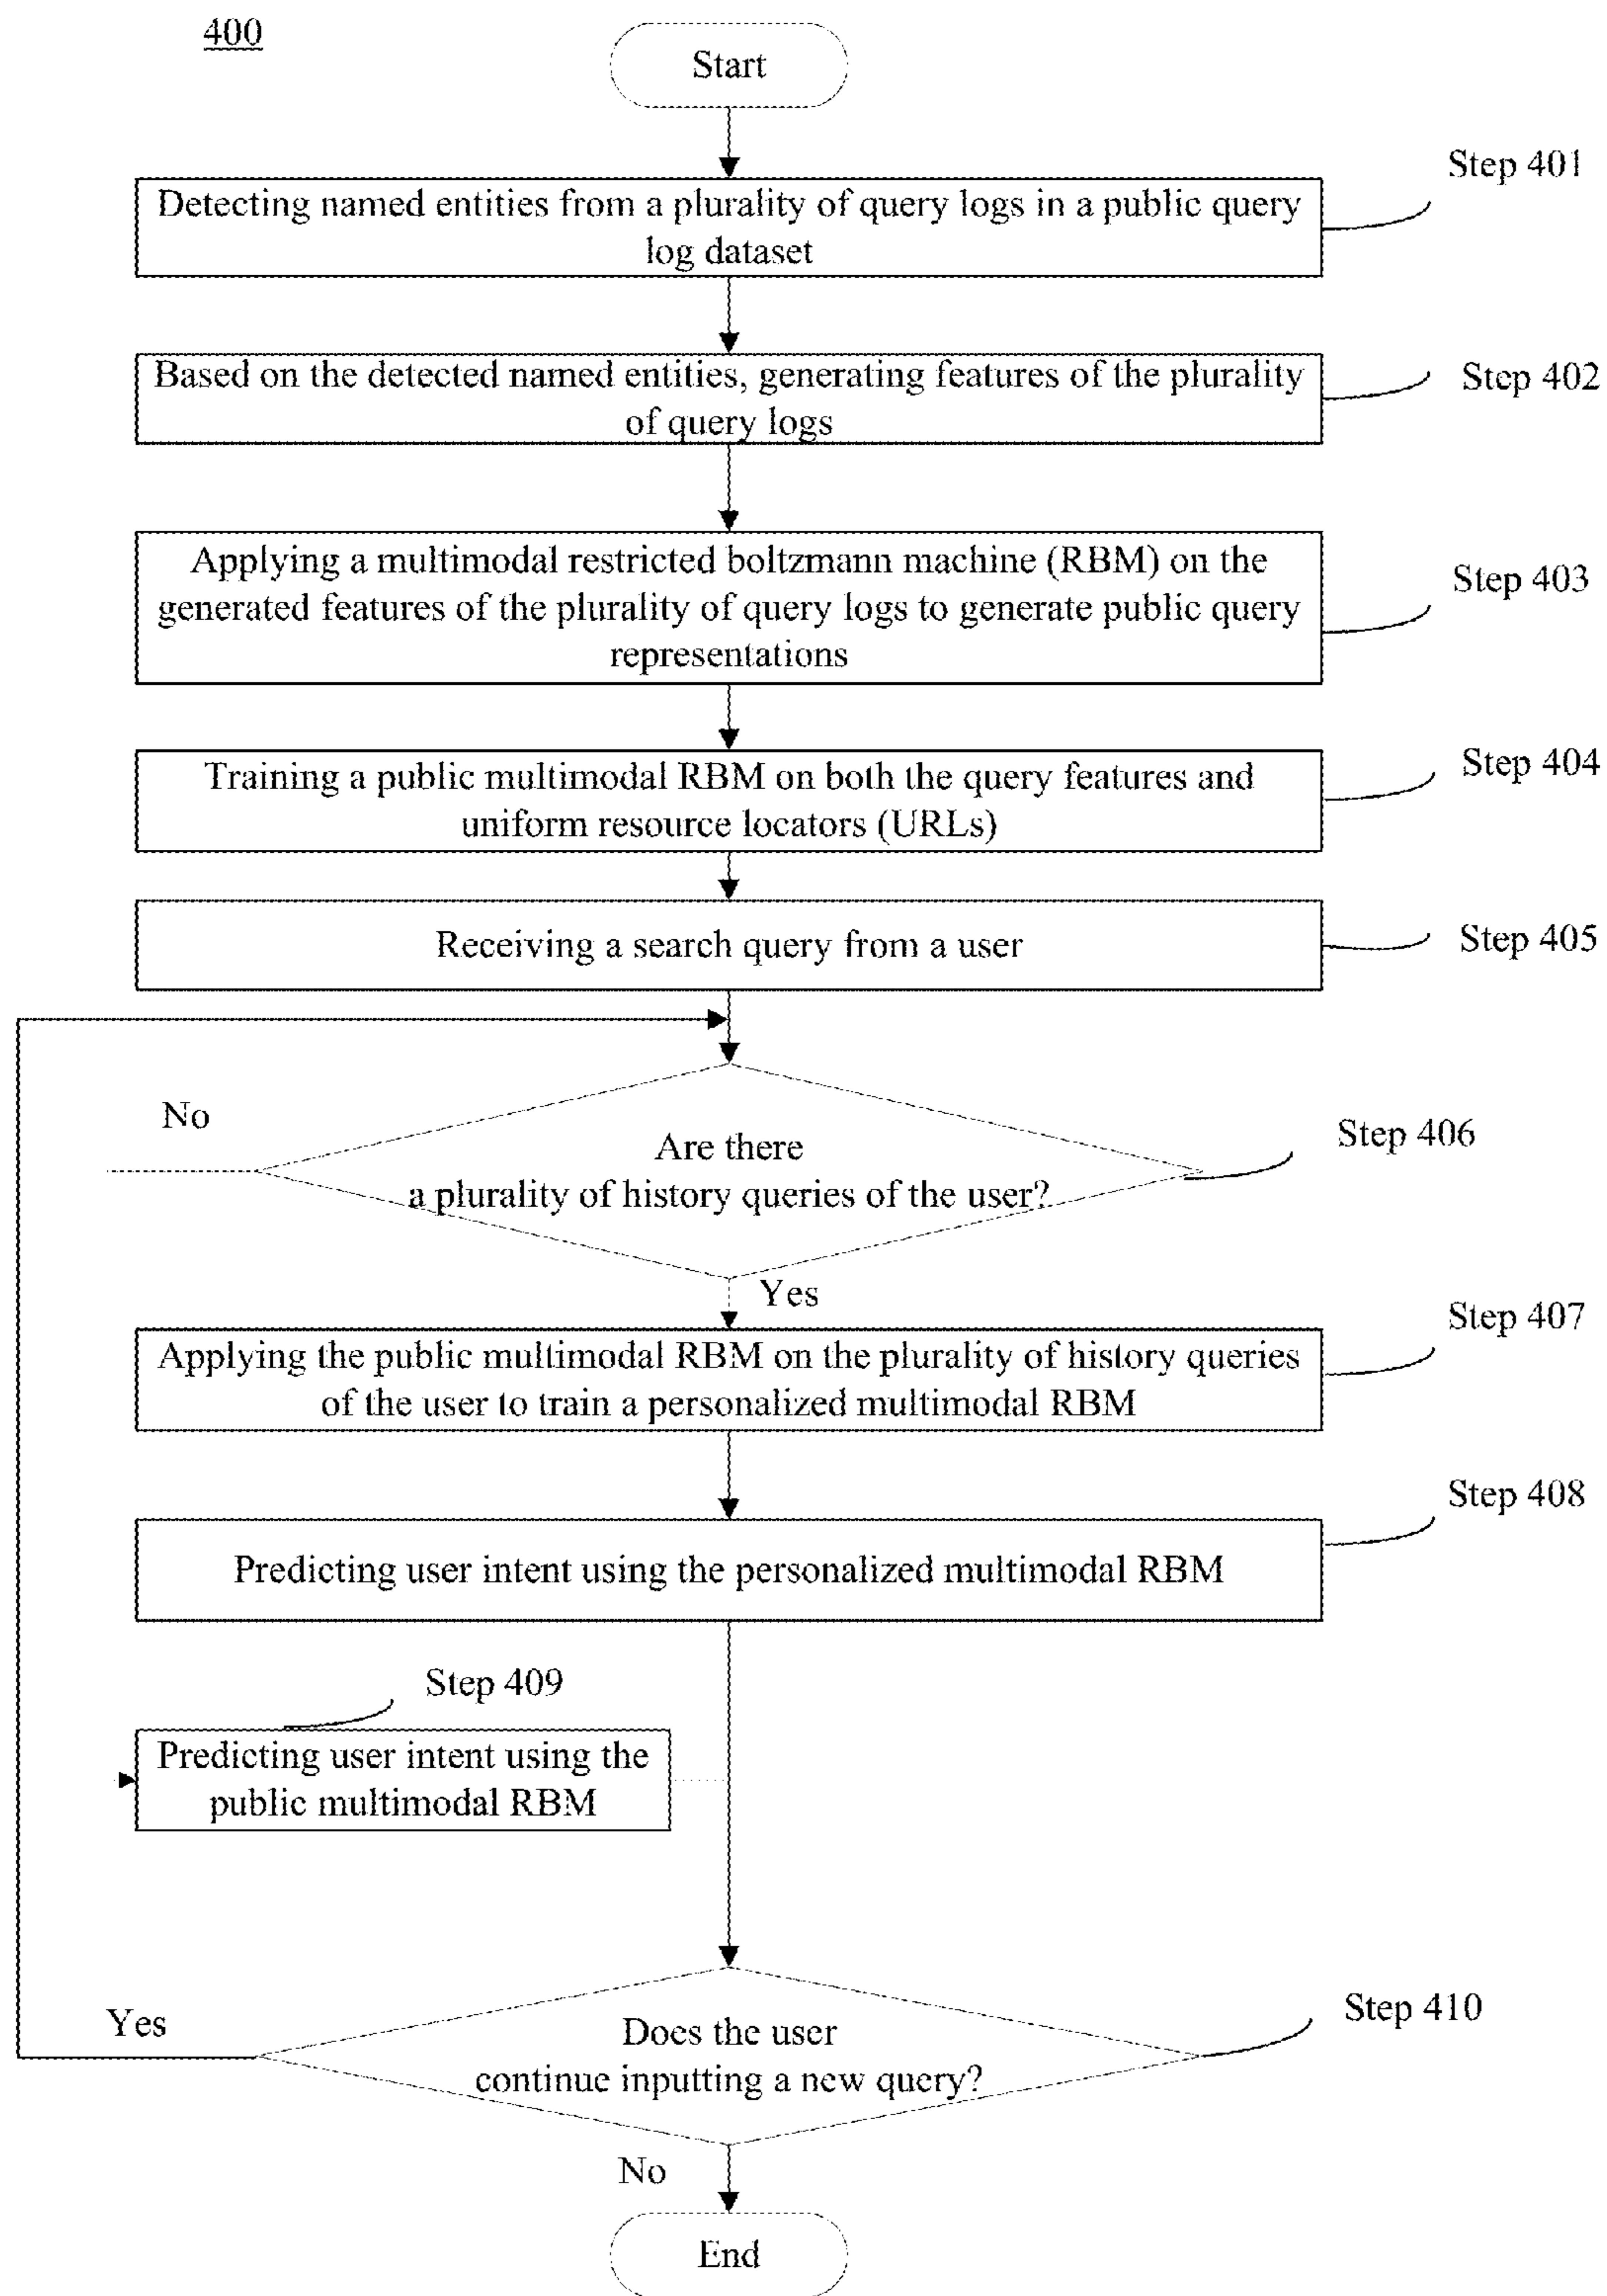 400
Start
Step 401
Detecting named entities from a plurality of query logs in a public query
log dataset
Step 402
Based on the detected named entities, generating features of the plurality
of query logs
Step 403
Applying a multimodal restricted boltzmann machine (RBM) on the
generated features of the plurality of query logs to generate public query
representations
Step 404
Training a public multimodal RBM on both the query features and
uniform resource locators (URLs)
Step 405
Receiving a search query from a user
No
Step 406
Are there
a plurality of history queries of the user?
Yes
Step 407
Applying the public multimodal RBM on the plurality of history queries
of the user to train a personalized multimodal RBM
Step 408
Predicting user intent using the personalized multimodal RBM
Step 409
Predicting user intent using the
public multimodal RBM
Step 410
Yes
Does the user
continue inputting a new query?
No
End